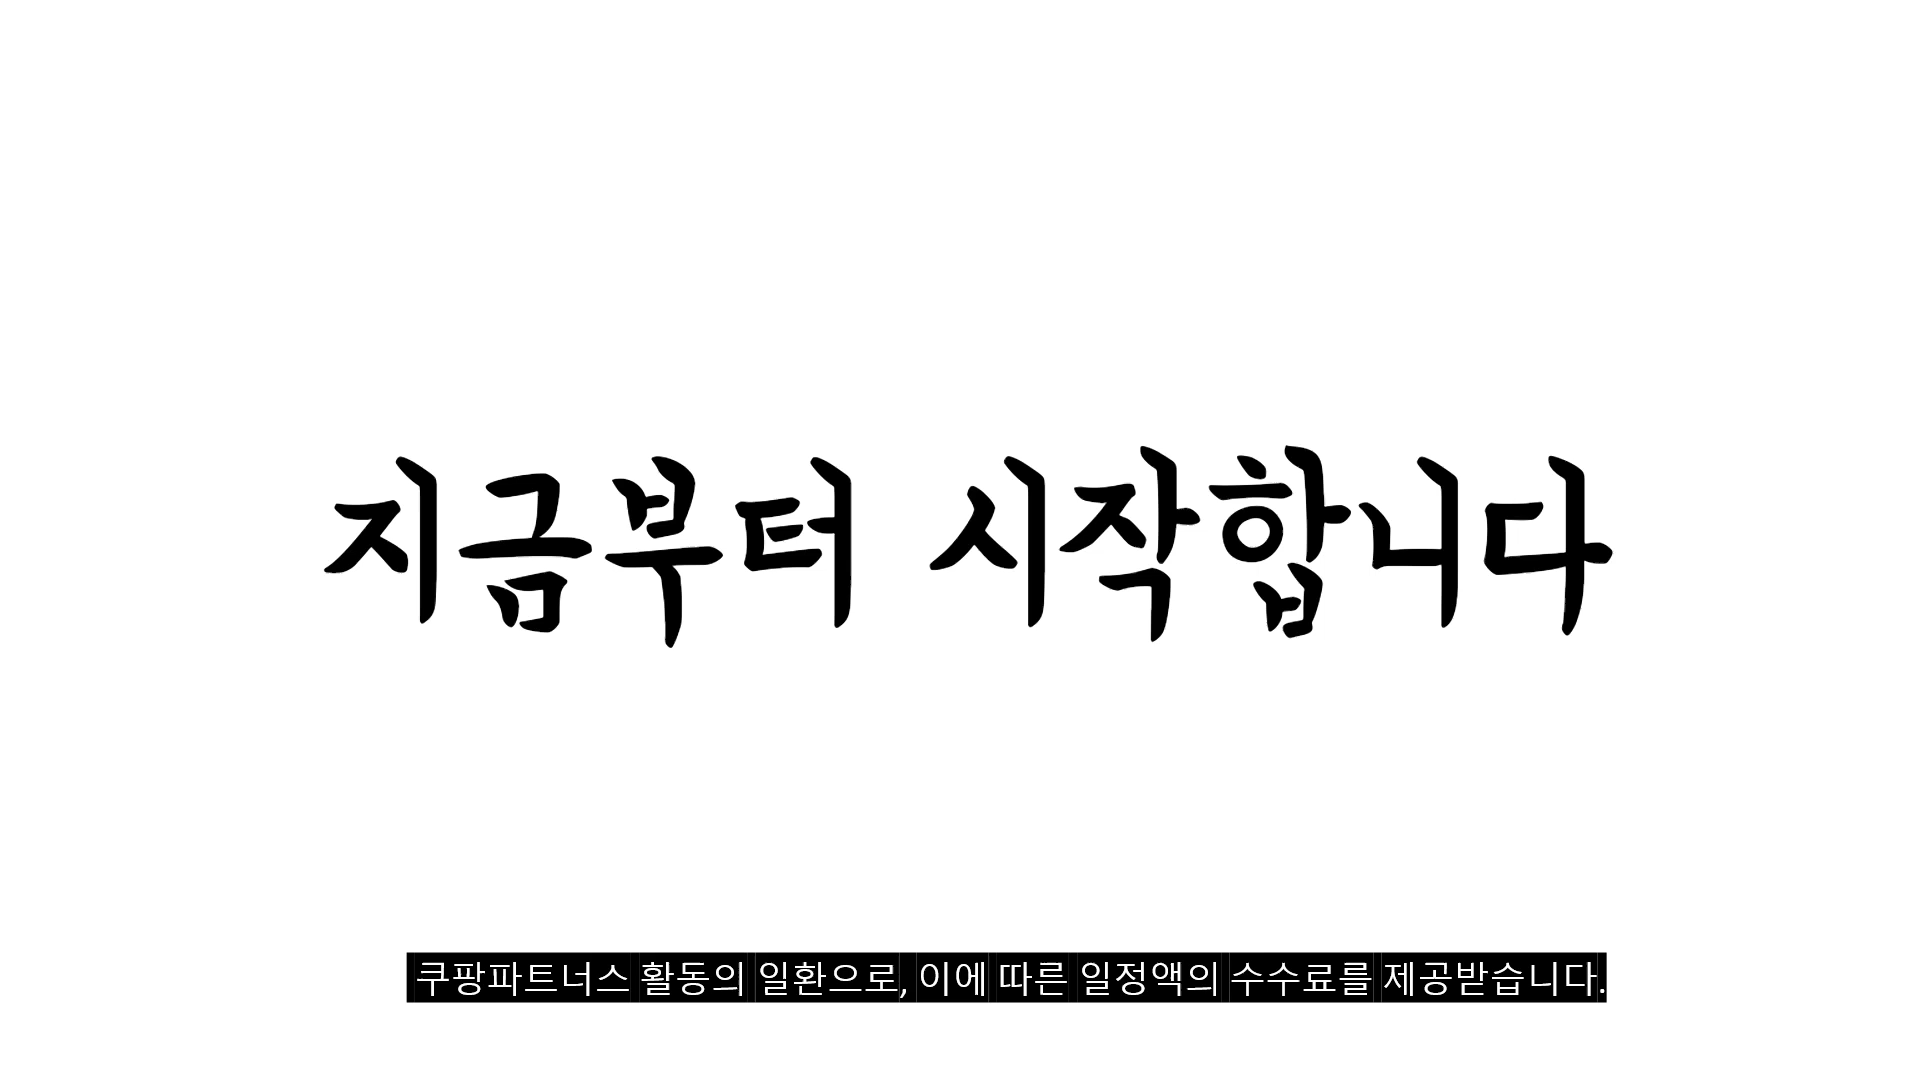 지금부터 시작합니다
쿠팡파트너스 활동의 일환으로, 이에 따른 일정액의 수수료를 제공받습니다.